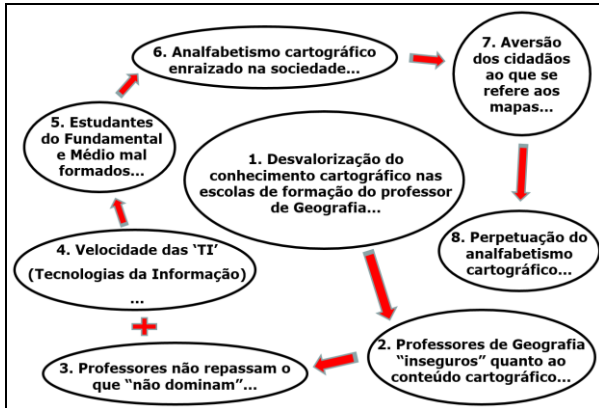 6. Analfabetismo cartográfico
enraizado na sociedade...
7. Aversão
dos cidadãos
ao que se
refere aos
mapas...
5. Estudantes
do Fundamental
e Médio mal
formados...
1. Desvalorização do
conhecimento cartográfico nas
escolas de formação do professor
de Geografia...
4. Velocidade das ‘TI’
(Tecnologias da Informação)
...
8. Perpetuação do
analfabetismo
cartográfico...
2. Professores de Geografia
“inseguros” quanto ao
conteúdo cartográfico...
3. Professores não repassam o
que “não dominam”...